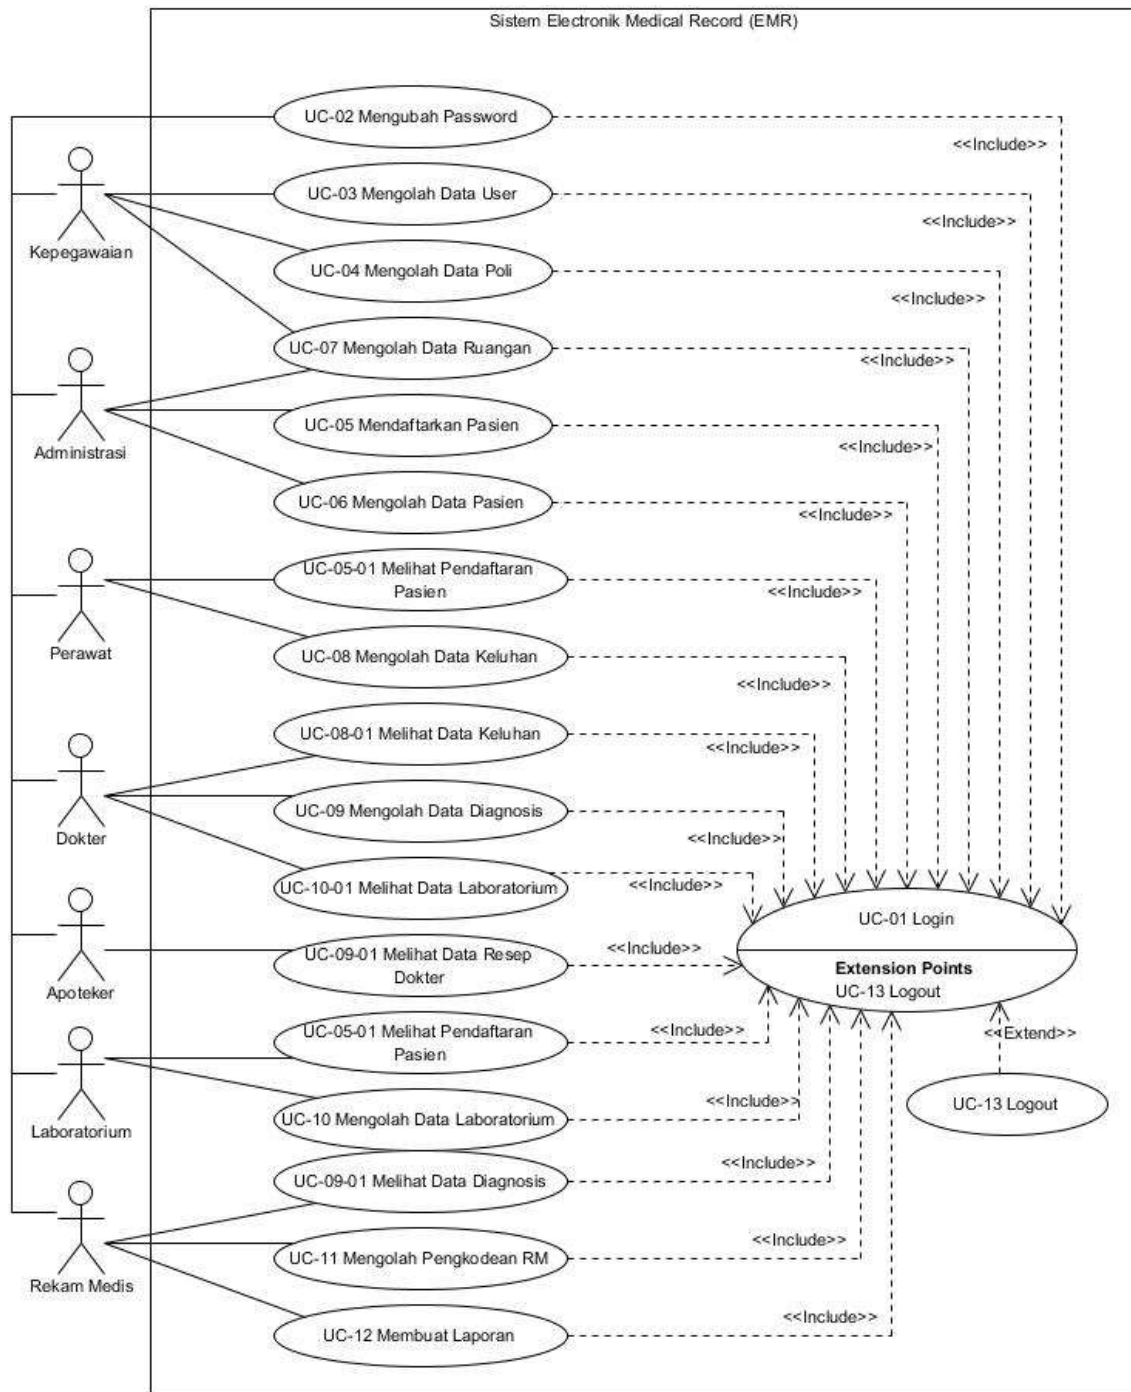 Sistem Electronik Medical Record (EMR)
UC-02 Mengubah Password
<<Include>>
Kepegawaian
UC-03 Mengolah Data User
<<Include>>
UC-04 Mengolah Data Poli
<<Include>>
UC-07 Mengolah Data Ruangan
<<Include>>
Administrasi
UC-05 Mendaftarkan Pasien
<<Include>>
UC-06 Mengolah Data Pasien
<<Include>>
Perawat
UC-05-01 Melihat Pendaftaran
Pasien
<<Include>>
UC-08 Mengolah Data Keluhan
<<Include>>
Dokter
UC-08-01 Melihat Data Keluhan
<<Include>>
UC-09 Mengolah Data Diagnosis
<<Include>>
UC-10-01 Melihat Data Laboratorium
<<Include>>
UC-01 Login
Extension Points
UC-13 Logout
Apoteker
UC-09-01 Melihat Data Resep
Dokter
<<Include>>
Laboratorium
UC-05-01 Melihat Pendaftaran
Pasien
<<Include>>
<<Extend>>
UC-13 Logout
UC-10 Mengolah Data Laboratorium
<<Include>>
Rekam Medis
UC-09-01 Melihat Data Diagnosis
<<Include>>
UC-11 Mengolah Pengkodean RM
<<Include>>
UC-12 Membuat Laporan
<<Include>>